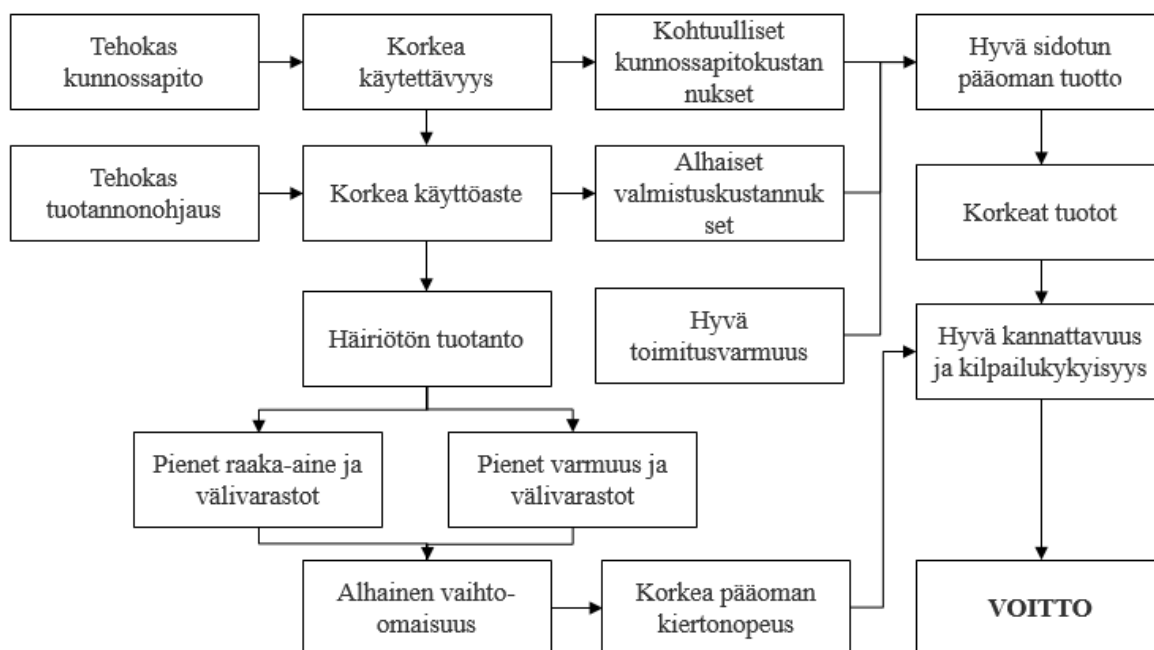 Tehokas
kunnossapito
Korkea
käytettävyys
Kohtuulliset
kunnossapitokustan
nukset
Hyvä sidotun
pääoman tuotto
Tehokas
tuotannonohjaus
Korkea käyttöaste
Alhaiset
valmistuskustannuk
set
Korkeat tuotot
Häiriötön tuotanto
Hyvä
toimitusvarmuus
Hyvä kannattavuus
ja kilpailukykyisyys
Pienet raaka-aine ja
välivarastot
Pienet varmuus ja
välivarastot
Alhainen vaihto-
omaisuus
Korkea pääoman
kiertonopeus
VOITTO